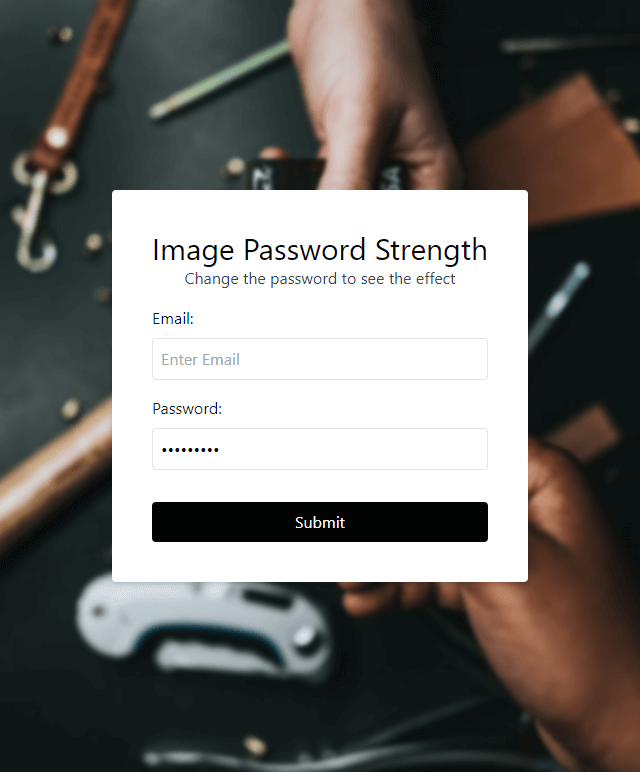 Image Password Strength
Change the password to see the effect
Email:
Enter Email
Password:
•••••••••
Submit